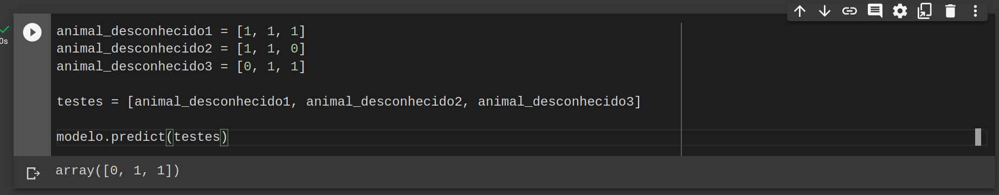 0s
animal_desconhecido1 = [1, 1, 1]
animal_desconhecido2 = [1, 1, 0]
animal_desconhecido3 = [0, 1, 1]
testes = [animal_desconhecido1, animal_desconhecido2, animal_desconhecido3]
modelo.predict(testes)
array([0, 1, 1])